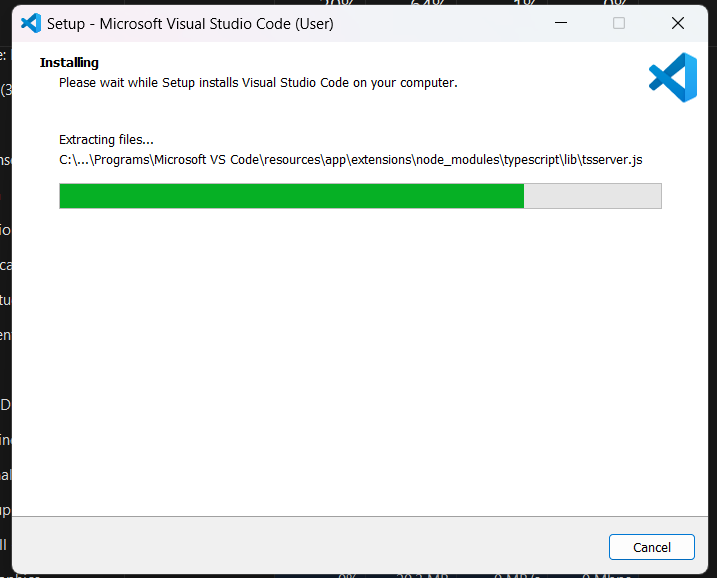 Setup - Microsoft Visual Studio Code (User)
Installing
Please wait while Setup installs Visual Studio Code on your computer.
Extracting files...
C:\...\Programs\Microsoft VS Code\resources\app\extensions\node_modules\typescript\lib\tsserver.js
Cancel